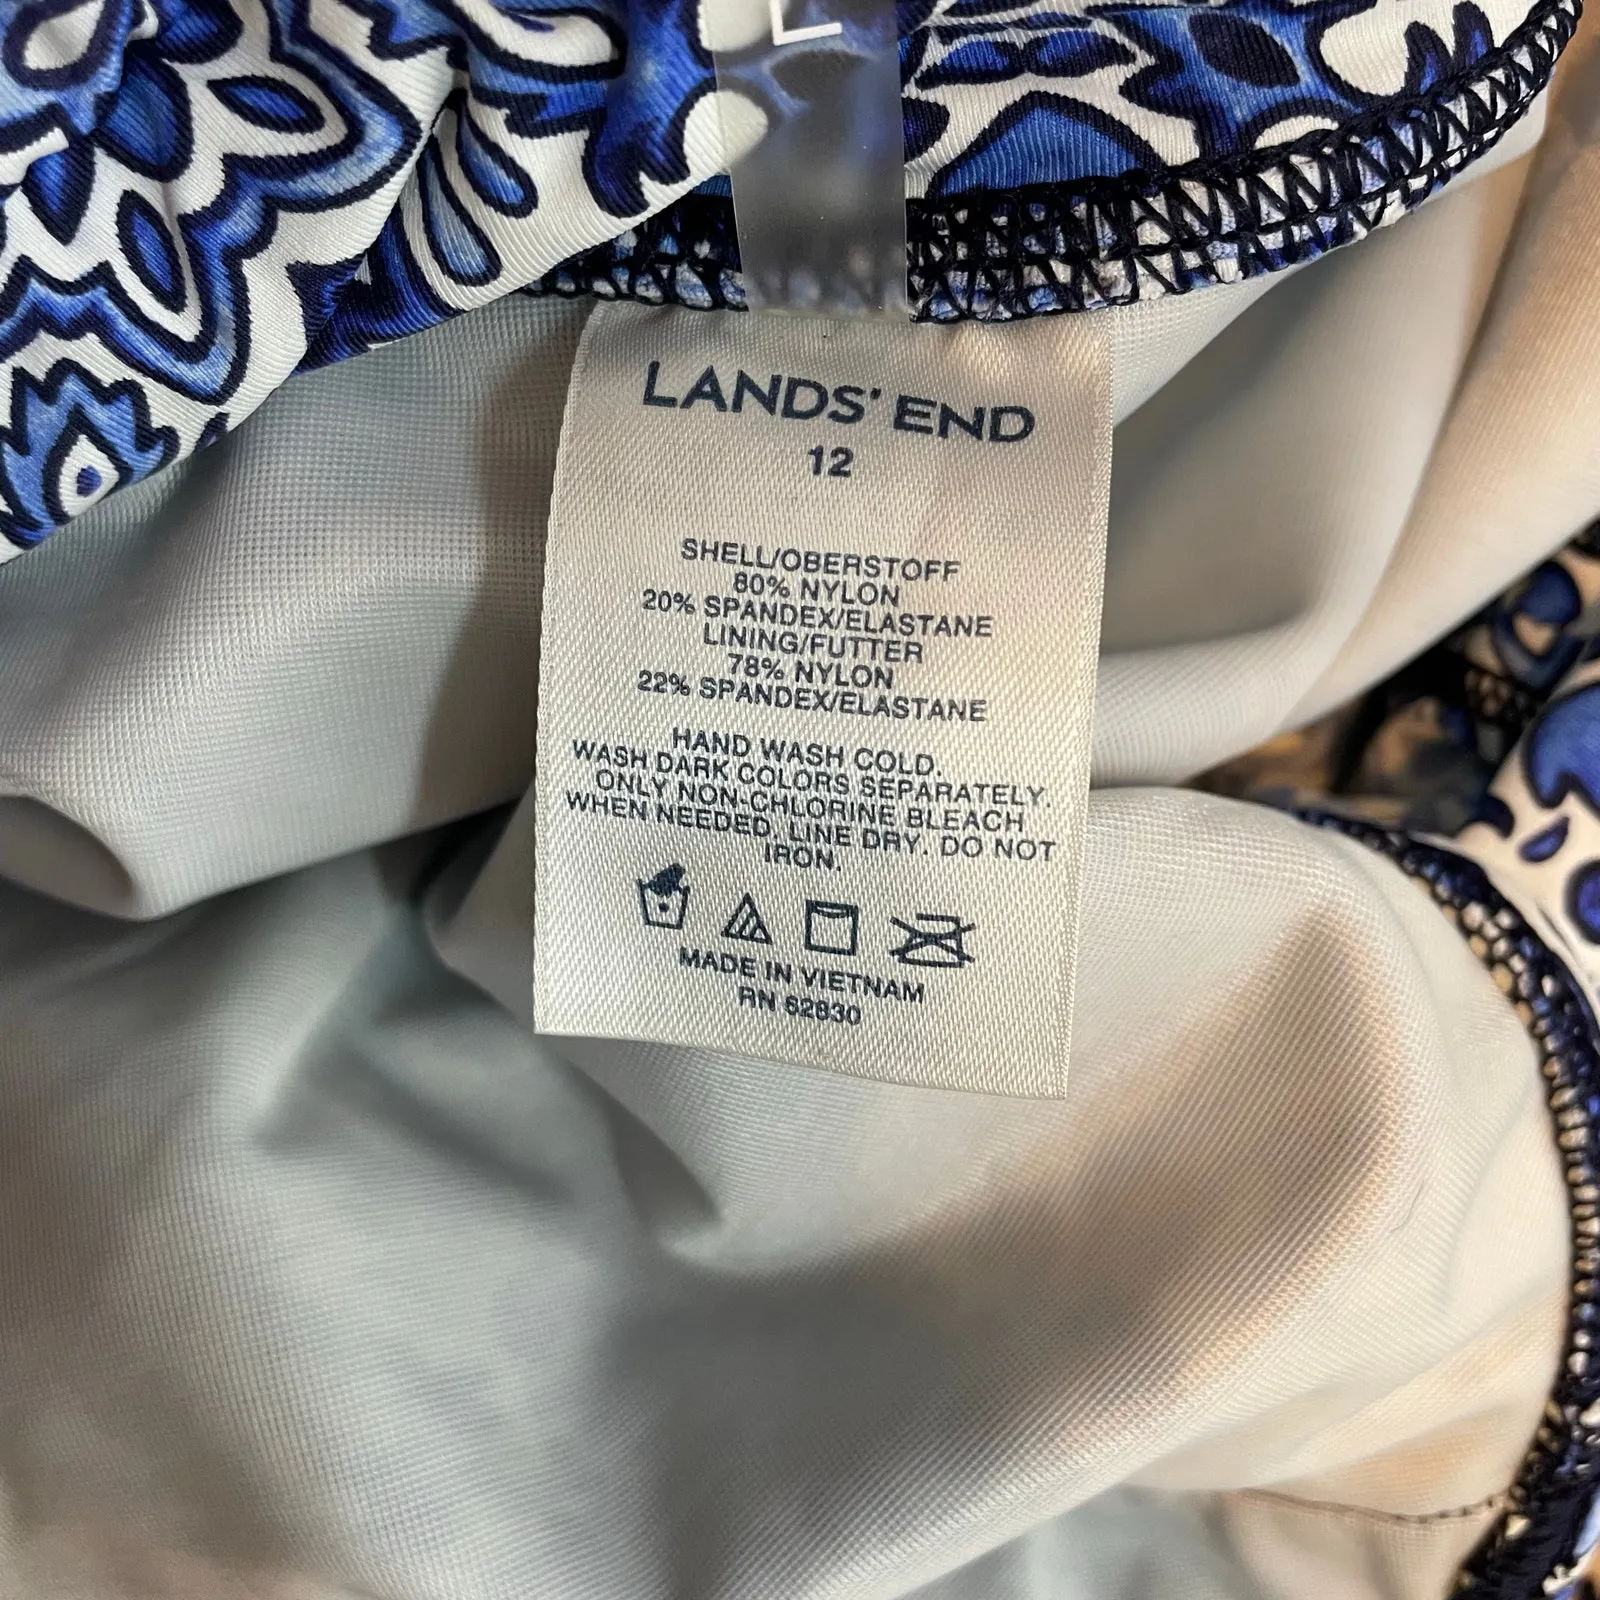 L
LANDS' END
12
SHELL/OBERSTOFF
80% NYLON
20% SPANDEX/ELASTANE
LINING/FUTTER
78% NYLON
22% SPANDEX/ELASTANE
HAND WASH COLD.
WASH DARK COLORS SEPARATELY.
ONLY NON-CHLORINE BLEACH
WHEN NEEDED. LINE DRY. DO NOT
IRON.
MADE IN VIETNAM
RN 62830